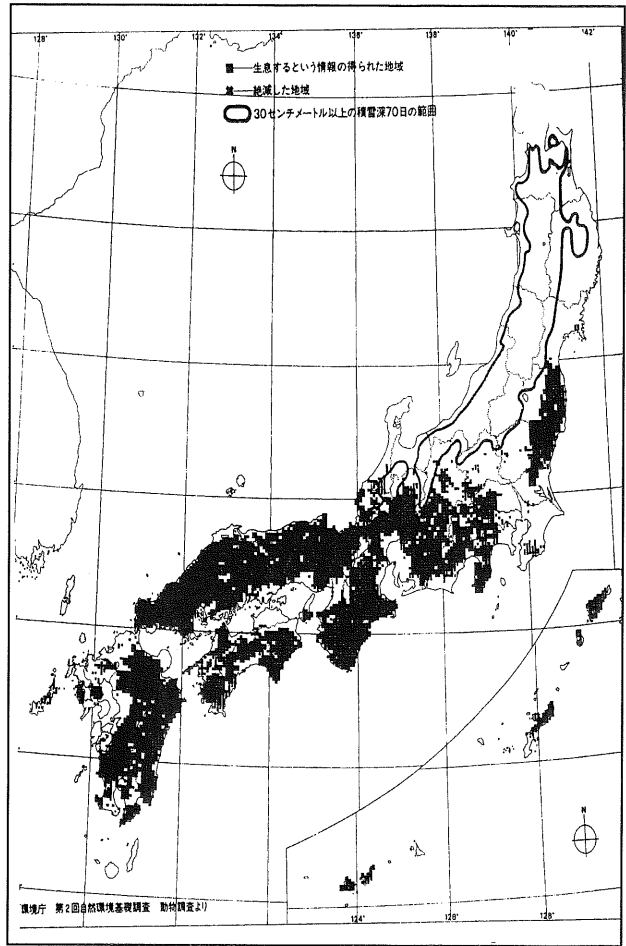 128° 130° 132° 134° 136° 138° 140° 142°
生息するという情報の得られた地域
絶滅した地域
30センチメートル以上の積雪深70日の範囲
N
N
環境庁 第2回自然環境基礎調査 動物調査より
124° 126° 128°